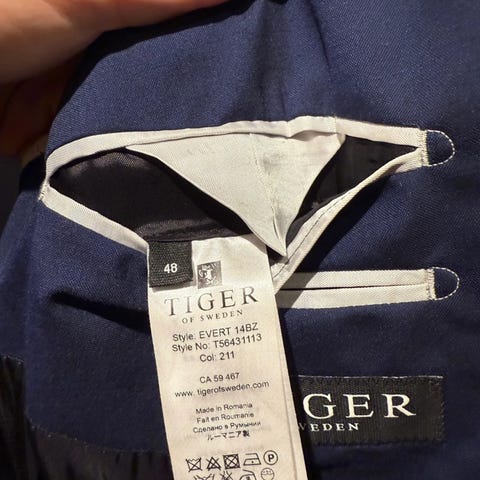 48
TIGER
OF SWEDEN
Style: EVERT 14BZ
Style No: T56431113
Col: 211
CA 59 467
www.tigerofsweden.com
Made in Romania
Fait en Roumanie
Сделано в Румынии
ルーマニア製
IGER
WEDEN